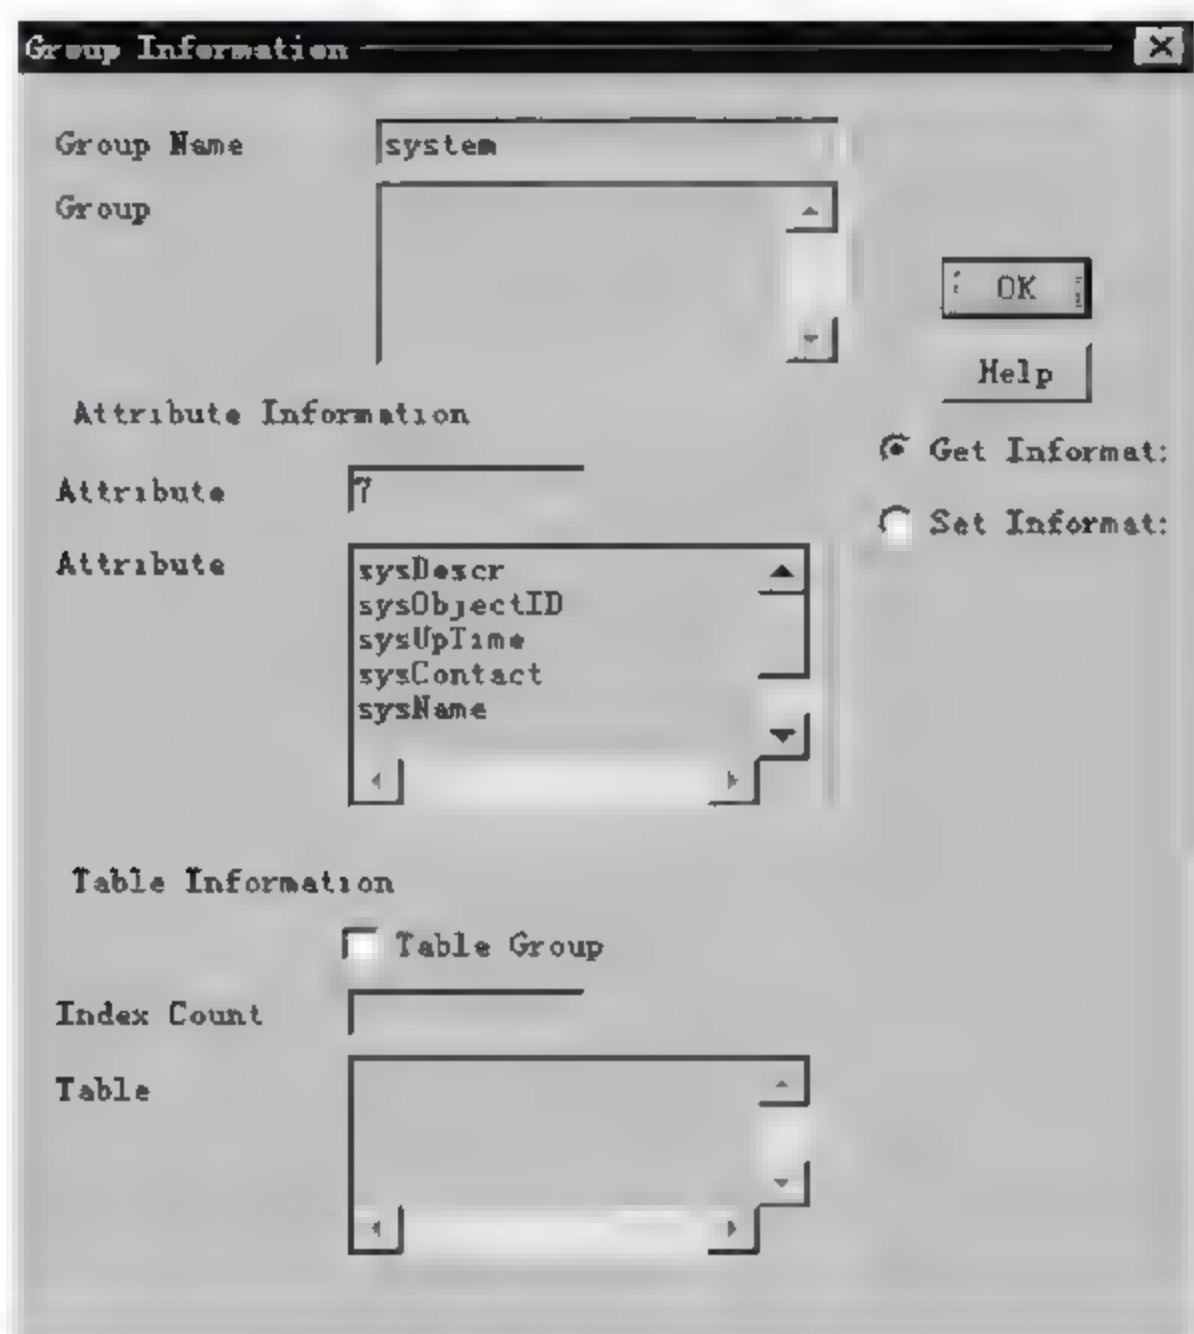 Group Information
Group Name system
Group
OK
Help
Attribute Information
Get Informat:
Attribute 7
Set Informat:
Attribute
sysDescr
sysObjectID
sysUpTime
sysContact
sysName
Table Information
Table Group
Index Count
Table